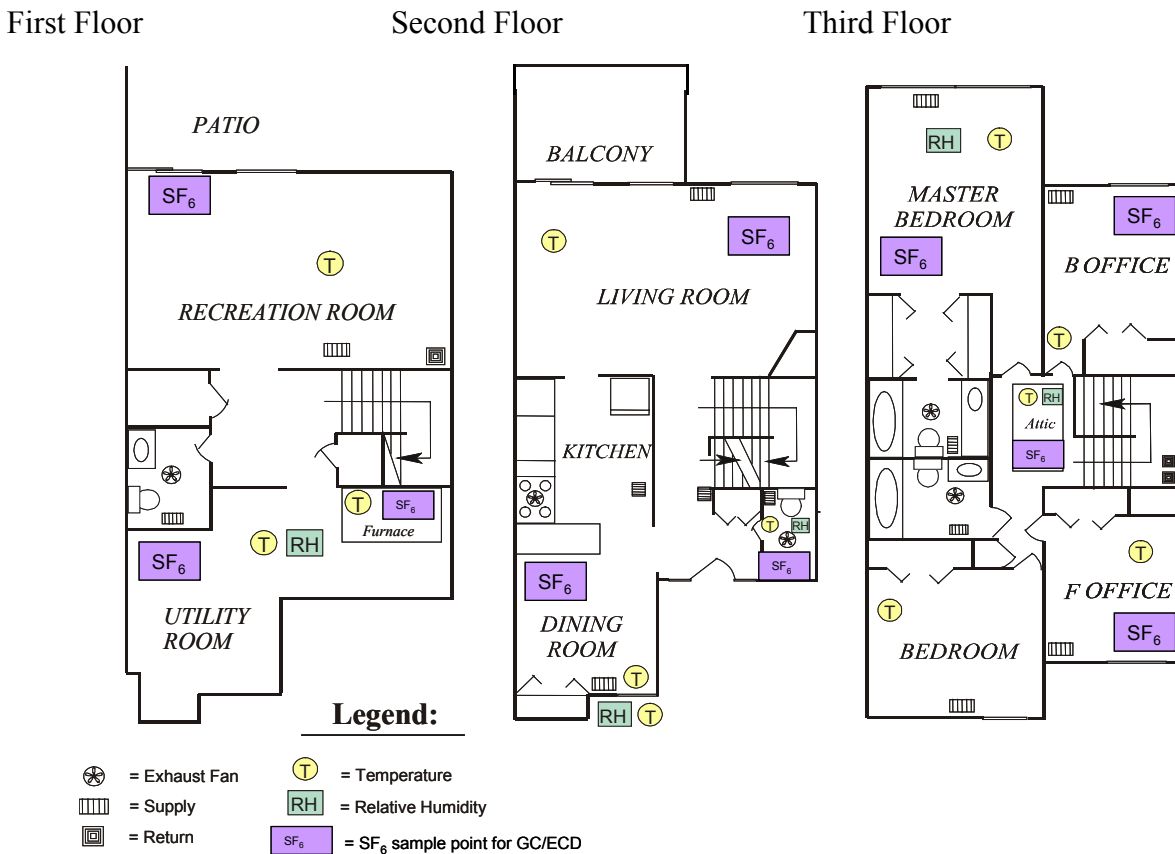 First Floor
Second Floor
Third Floor
PATIO
SF6
T
RECREATION ROOM
T
SF6
Furnace
T
RH
SF6
UTILITY
ROOM
BALCONY
T
SF6
LIVING ROOM
KITCHEN
T
RH
SF6
SF6
DINING
ROOM
T
RH
T
RH
T
MASTER
BEDROOM
SF6
SF6
B OFFICE
T
T
RH
Attic
SF6
T
F OFFICE
SF6
T
BEDROOM
Legend:
= Exhaust Fan
= Supply
= Return
T = Temperature
RH = Relative Humidity
SF6 = SF6 sample point for GC/ECD